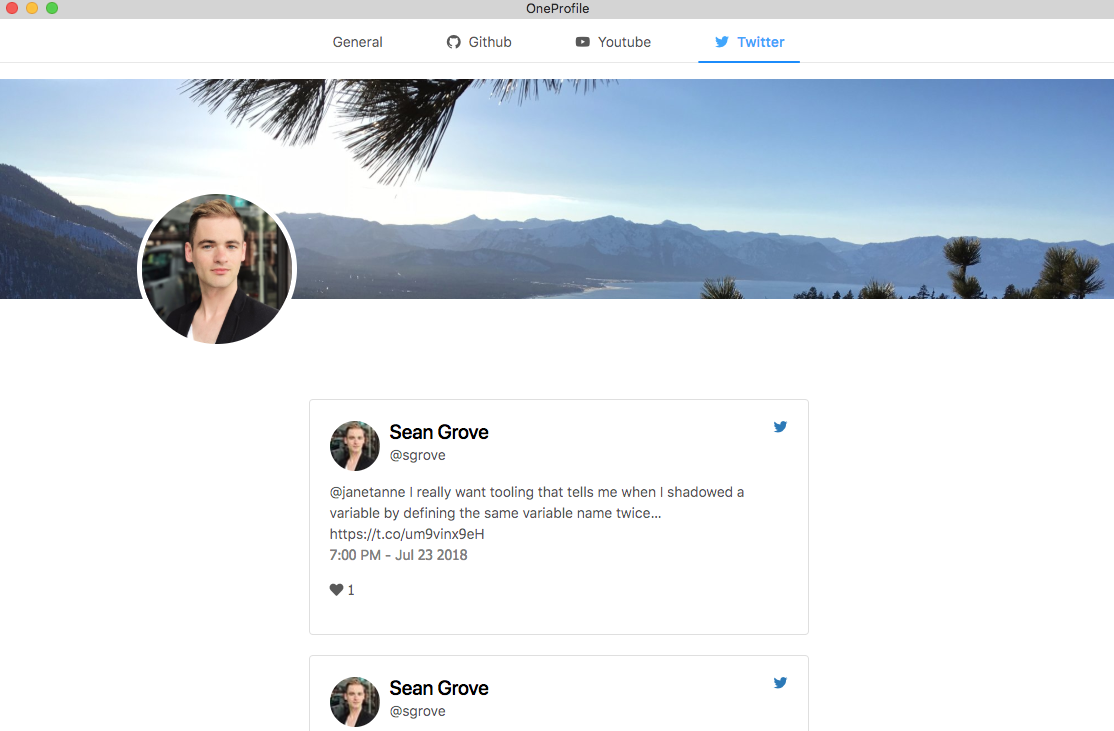 OneProfile
General Github Youtube Twitter
Sean Grove
@sgrove
@janetanne I really want tooling that tells me when I shadowed a
variable by defining the same variable name twice...
https://t.co/um9vinx9eH
7:00 PM - Jul 23 2018
1
Sean Grove
@sgrove